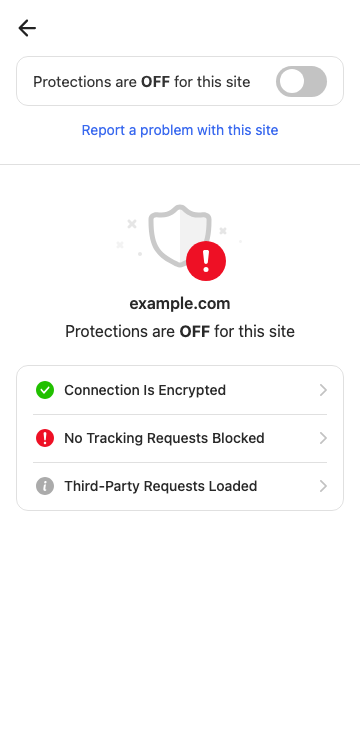 Protections are OFF for this site
Report a problem with this site
example.com
Protections are OFF for this site
Connection Is Encrypted
No Tracking Requests Blocked
Third-Party Requests Loaded